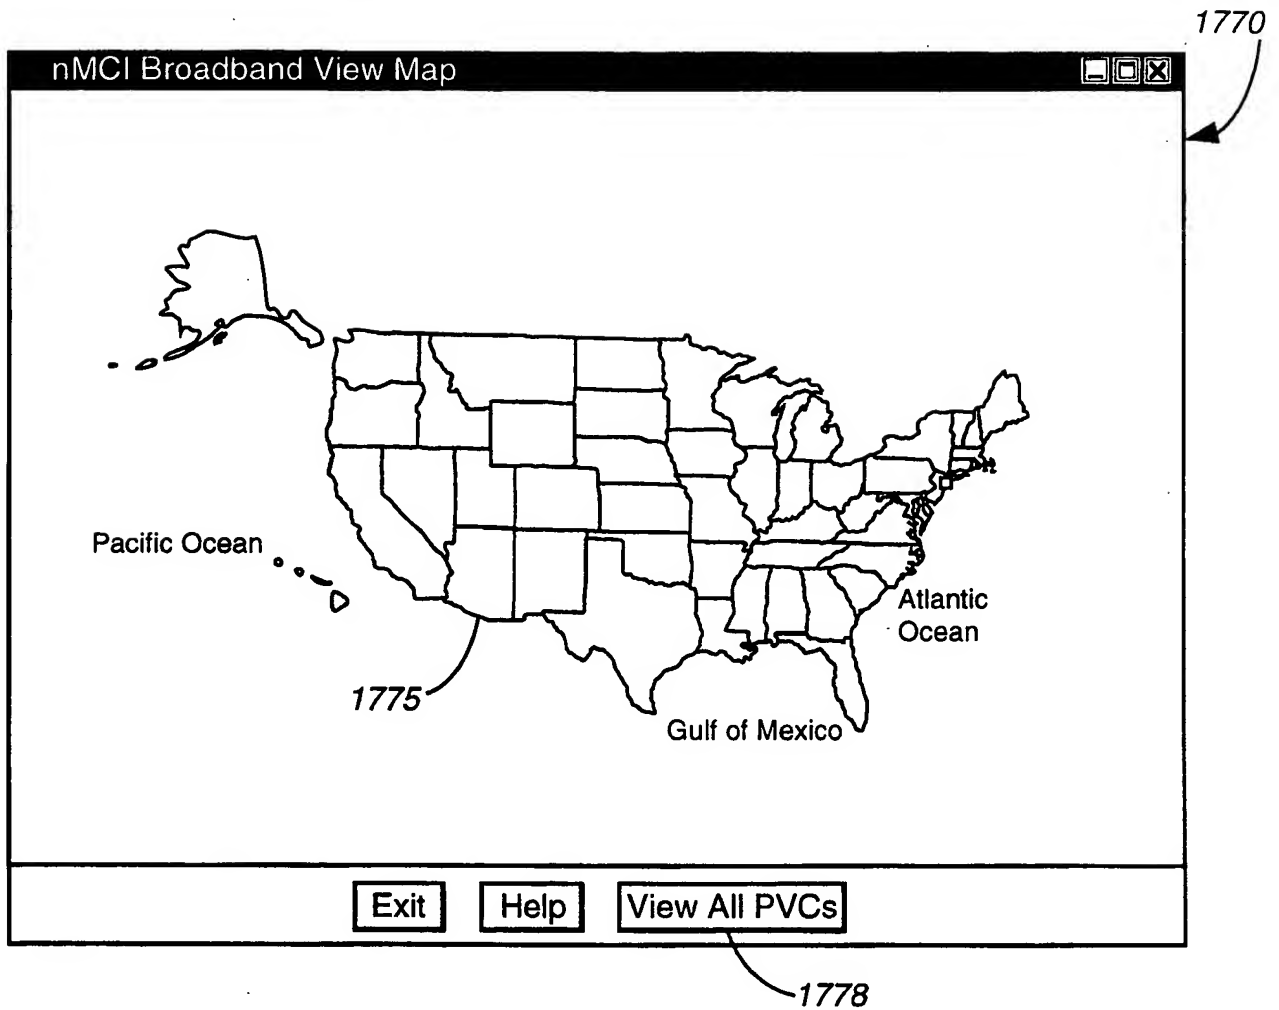 1770
nMCI Broadband View Map
Pacific Ocean
Atlantic
Ocean
1775
Gulf of Mexico
Exit
Help
View All PVCs
1778